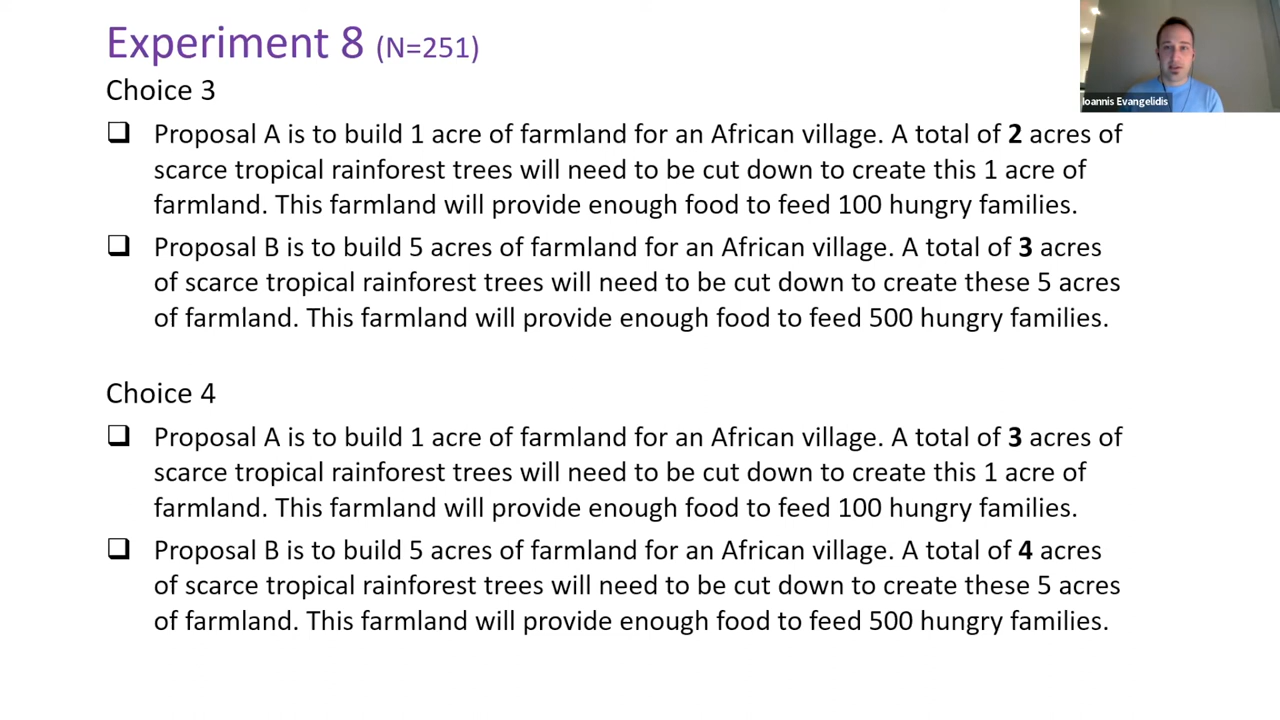 Experiment 8 (N=251)
Ioannis Evangelidis
Choice 3
Proposal A is to build 1 acre of farmland for an African village. A total of 2 acres of
scarce tropical rainforest trees will need to be cut down to create this 1 acre of
farmland. This farmland will provide enough food to feed 100 hungry families.
Proposal B is to build 5 acres of farmland for an African village. A total of 3 acres
of scarce tropical rainforest trees will need to be cut down to create these 5 acres
of farmland. This farmland will provide enough food to feed 500 hungry families.
Choice 4
Proposal A is to build 1 acre of farmland for an African village. A total of 3 acres of
scarce tropical rainforest trees will need to be cut down to create this 1 acre of
farmland. This farmland will provide enough food to feed 100 hungry families.
Proposal B is to build 5 acres of farmland for an African village. A total of 4 acres
of scarce tropical rainforest trees will need to be cut down to create these 5 acres
of farmland. This farmland will provide enough food to feed 500 hungry families.